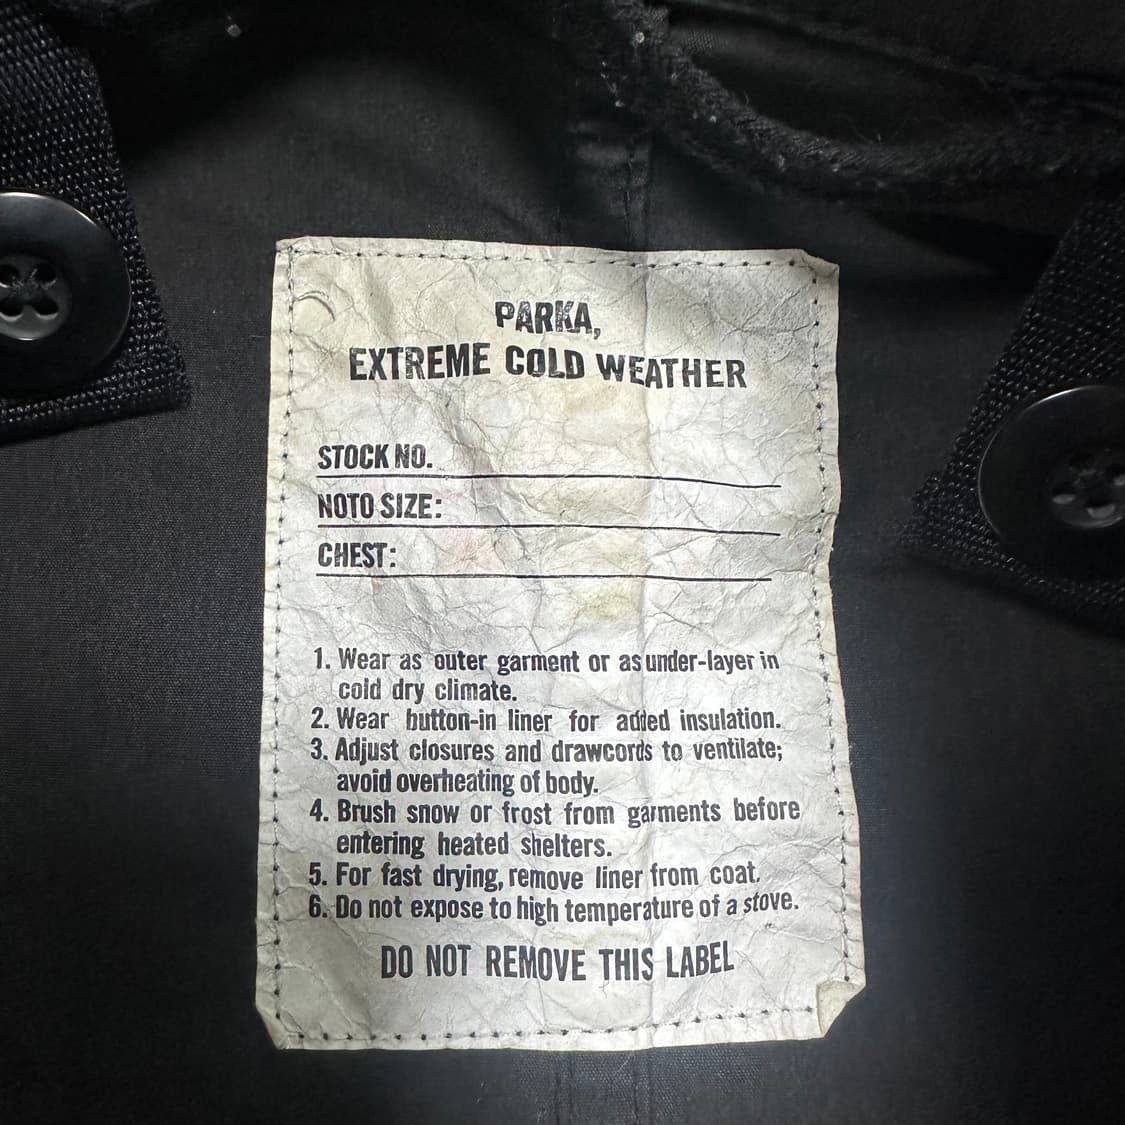 PARKA,
EXTREME COLD WEATHER
STOCK NO.
NOTO SIZE:
CHEST:
1. Wear as outer garment or as under-layer in
cold dry climate.
2. Wear button-in liner for added insulation.
3. Adjust closures and drawcords to ventilate;
avoid overheating of body.
4. Brush snow or frost from garments before
entering heated shelters.
5. For fast drying, remove liner from coat.
6. Do not expose to high temperature of a stove.
DO NOT REMOVE THIS LABEL